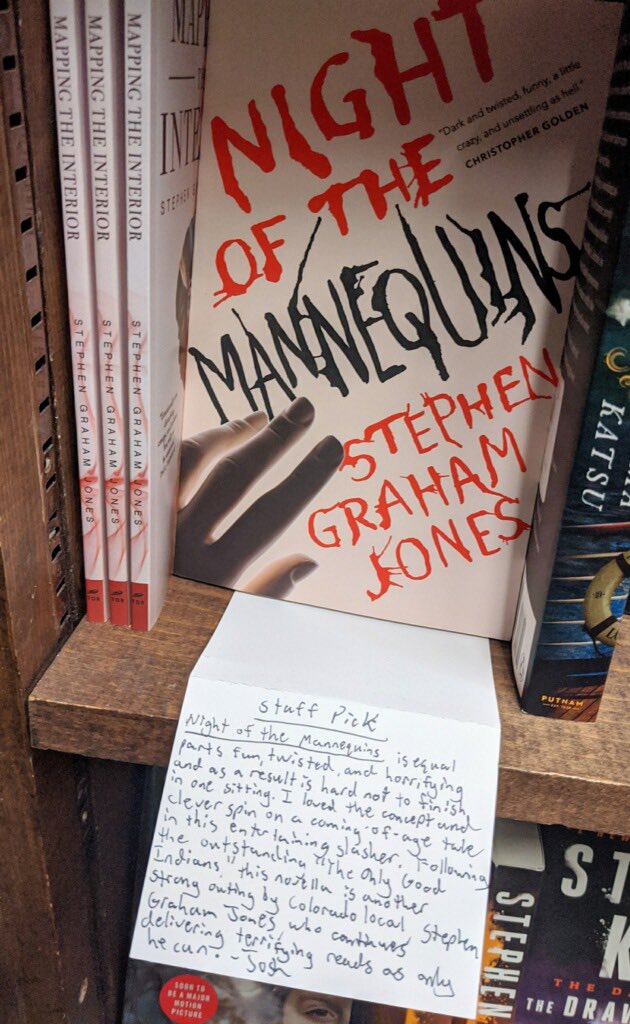 MAPPING THE INTERIOR
STEPHEN GRAHAM JONES
TOR
MAPPING THE INTERIOR
STEPHEN GRAHAM JONES
TOR
MAPPING THE INTERIOR
STEPHEN GRAHAM JONES
TOR
NIGHT
OF THE
MANNEQUINS
"Dark and twisted, funny, a little
crazy, and unsettling as hell."
CHRISTOPHER GOLDEN
STEPHEN
GRAHAM
JONES
KATSU
PUTNAM
Staff Pick
Night of the Mannequins is equal
parts fun, twisted, and horrifying
and as a result is hard not to finish
in one sitting. I loved the concept and
clever spin on a coming-of-age tale
in this entertaining slasher. Following
the outstanding "The Only Good
Indians" this novella is another
strong outing by Colorado local Stephen
Graham Jones, who continues
delivering terrifying reads as only
he can. - Josh
SOON TO
BE A MAJOR
MOTION
PICTURE
STEPHEN
ST
K
THE D
THE DRAW